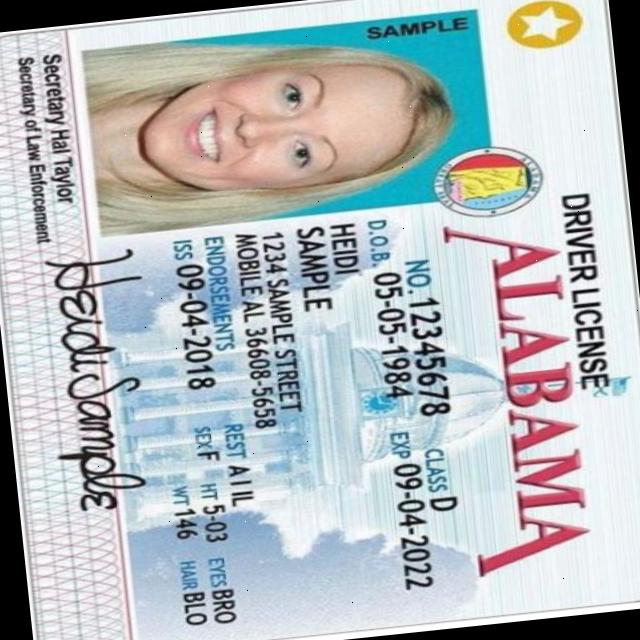 DRIVER LICENSE
ALABAMA
SAMPLE
NO. 12345678 CLASS D
D.O.B. 05-05-1984 EXP 09-04-2022
HEIDI
SAMPLE
1234 SAMPLE STREET
MOBILE AL 36608-5658
ENDORSEMENTS REST A I IL
ISS 09-04-2018 SEX F HT 5-03 EYES BRO
WT 146 HAIR BLO
Heidi Sample
Secretary Hal Taylor
Secretary of Law Enforcement